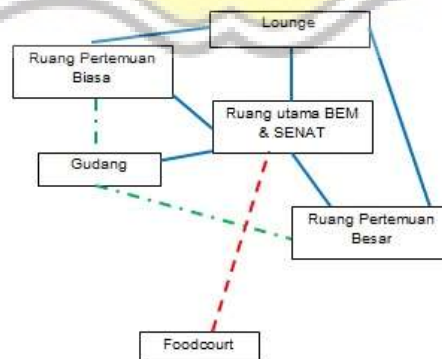 Lounge
Ruang Pertemuan
Biasa
Ruang utama BEM
& SENAT
Gudang
Ruang Pertemuan
Besar
Foodcourt